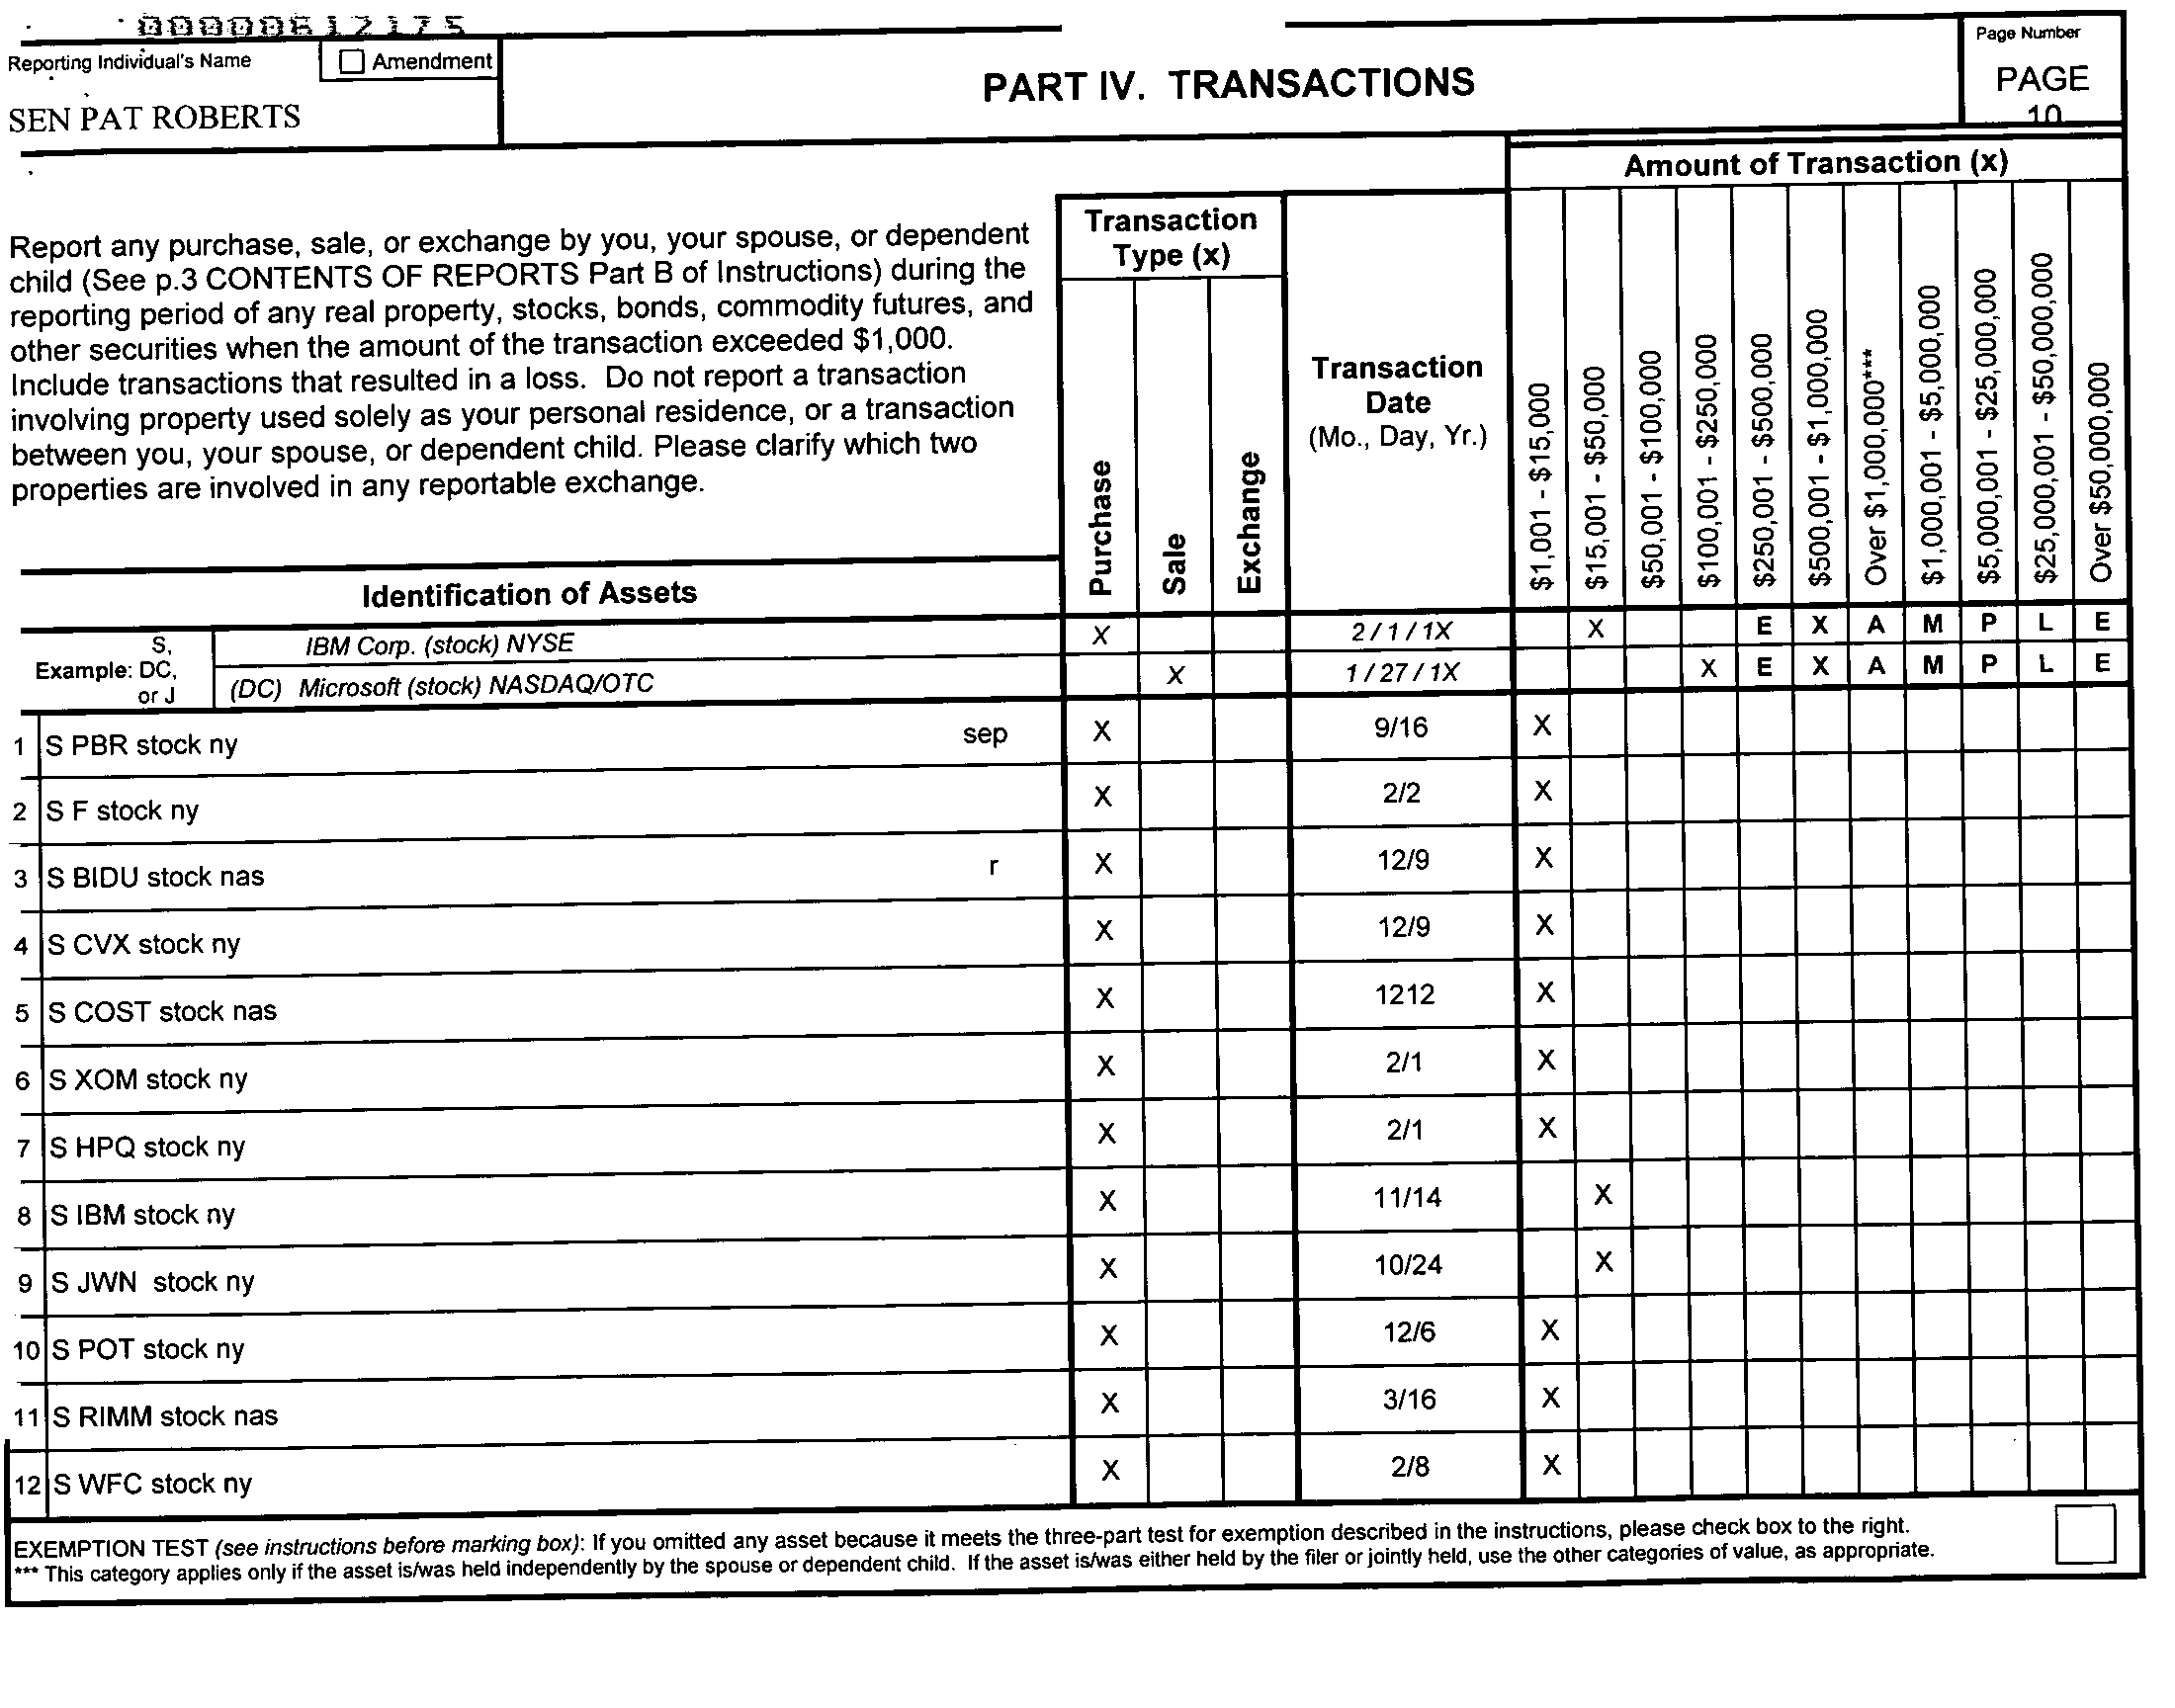 00000612175
Reporting Individual's Name
☐ Amendment
SEN PAT ROBERTS
PART IV. TRANSACTIONS
Page Number
PAGE
10
Report any purchase, sale, or exchange by you, your spouse, or dependent
child (See p.3 CONTENTS OF REPORTS Part B of Instructions) during the
reporting period of any real property, stocks, bonds, commodity futures, and
other securities when the amount of the transaction exceeded $1,000.
Include transactions that resulted in a loss. Do not report a transaction
involving property used solely as your personal residence, or a transaction
between you, your spouse, or dependent child. Please clarify which two
properties are involved in any reportable exchange.
Identification of Assets
Transaction
Type (x)
Purchase
Sale
Exchange
Transaction
Date
(Mo., Day, Yr.)
Amount of Transaction (x)
$1,001 - $15,000
$15,001 - $50,000
$50,001 - $100,000
$100,001 - $250,000
$250,001 - $500,000
$500,001 - $1,000,000
Over $1,000,000***
$1,000,001 - $5,000,000
$5,000,001 - $25,000,000
$25,000,001 - $50,000,000
Over $50,000,000
S,
Example: DC,
or J
IBM Corp. (stock) NYSE X 2 / 1 / 1X X E X A M P L E
(DC) Microsoft (stock) NASDAQ/OTC X 1 / 27 / 1X X E X A M P L E
1 S PBR stock ny sep X 9/16 X
2 S F stock ny X 2/2 X
3 S BIDU stock nas r X 12/9 X
4 S CVX stock ny X 12/9 X
5 S COST stock nas X 1212 X
6 S XOM stock ny X 2/1 X
7 S HPQ stock ny X 2/1 X
8 S IBM stock ny X 11/14 X
9 S JWN stock ny X 10/24 X
10 S POT stock ny X 12/6 X
11 S RIMM stock nas X 3/16 X
12 S WFC stock ny X 2/8 X
EXEMPTION TEST (see instructions before marking box): If you omitted any asset because it meets the three-part test for exemption described in the instructions, please check box to the right.
*** This category applies only if the asset is/was held independently by the spouse or dependent child. If the asset is/was either held by the filer or jointly held, use the other categories of value, as appropriate.